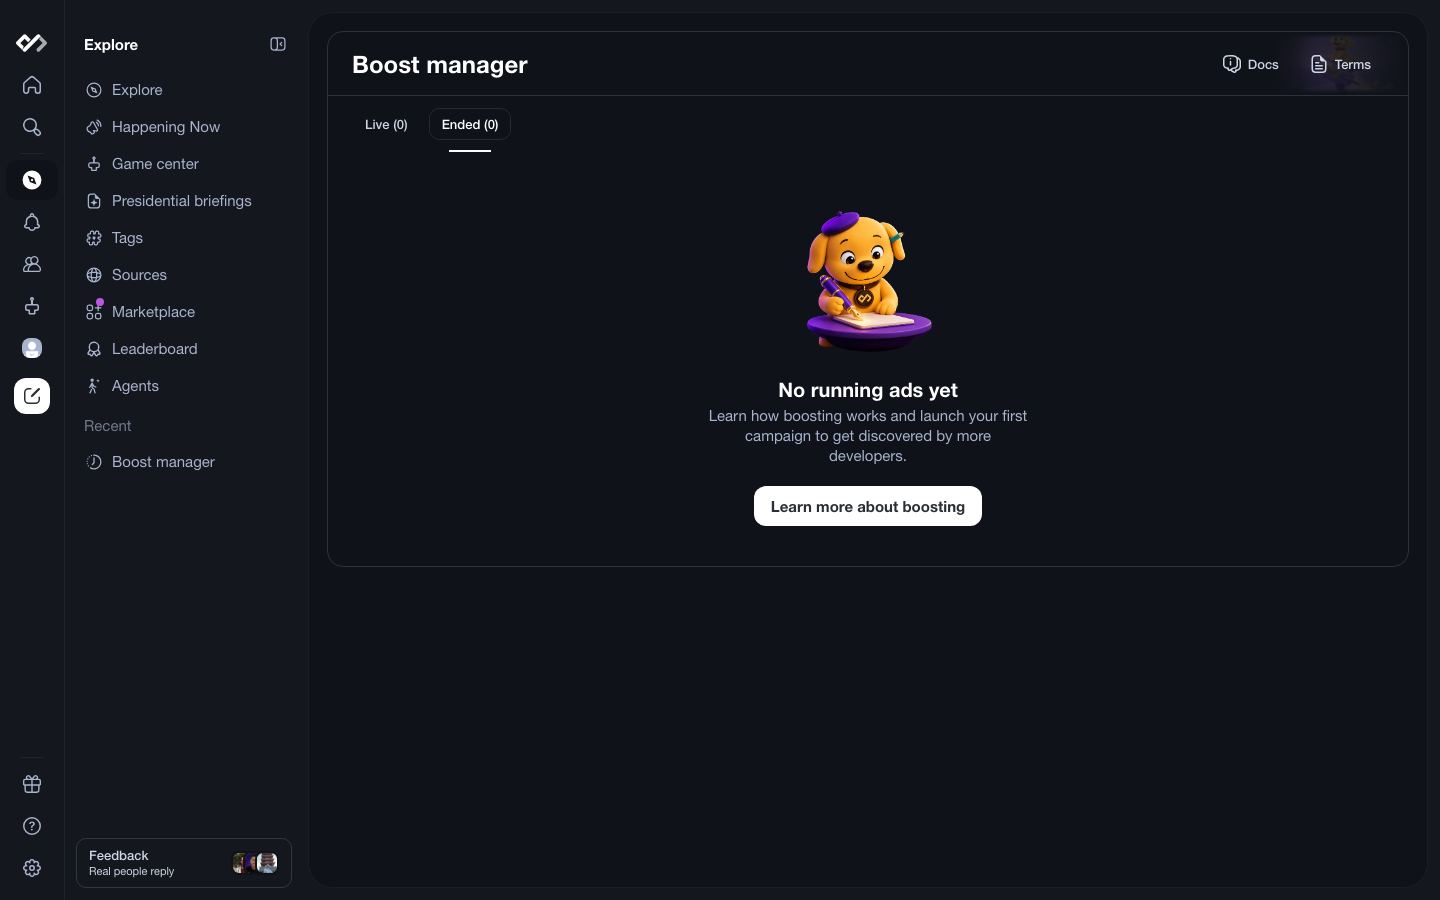 Explore
Explore
Happening Now
Game center
Presidential briefings
Tags
Sources
Marketplace
Leaderboard
Agents
Recent
Boost manager
Feedback
Real people reply
Boost manager
Docs
Terms
Live (0)
Ended (0)
No running ads yet
Learn how boosting works and launch your first
campaign to get discovered by more
developers.
Learn more about boosting